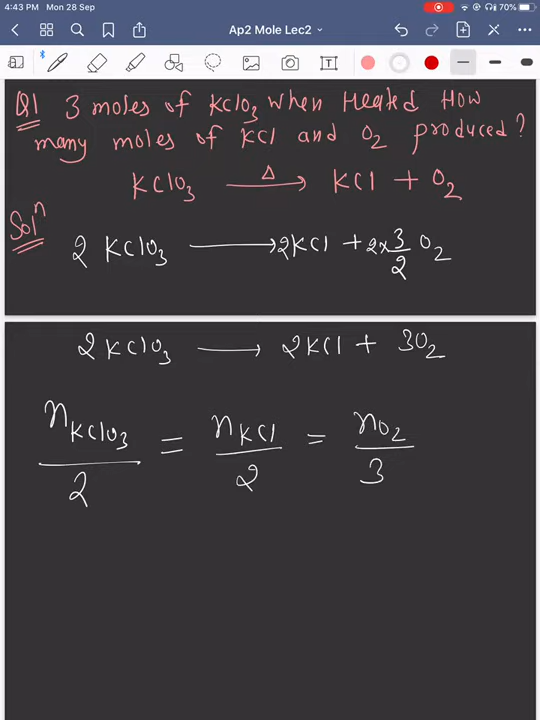 4:43 PM Mon 28 Sep
70%
Ap2 Mole Lec2
T
Q1 3 moles of KClO3 when Heated How
many moles of KCl and O2 produced?
KClO3 —Δ→ KCl + O2
Solⁿ
2 KClO3 ⟶ 2KCl + 2×3/2 O2
2KClO3 ⟶ 2KCl + 3O2
nKClO3/2 = nKCl/2 = nO2/3